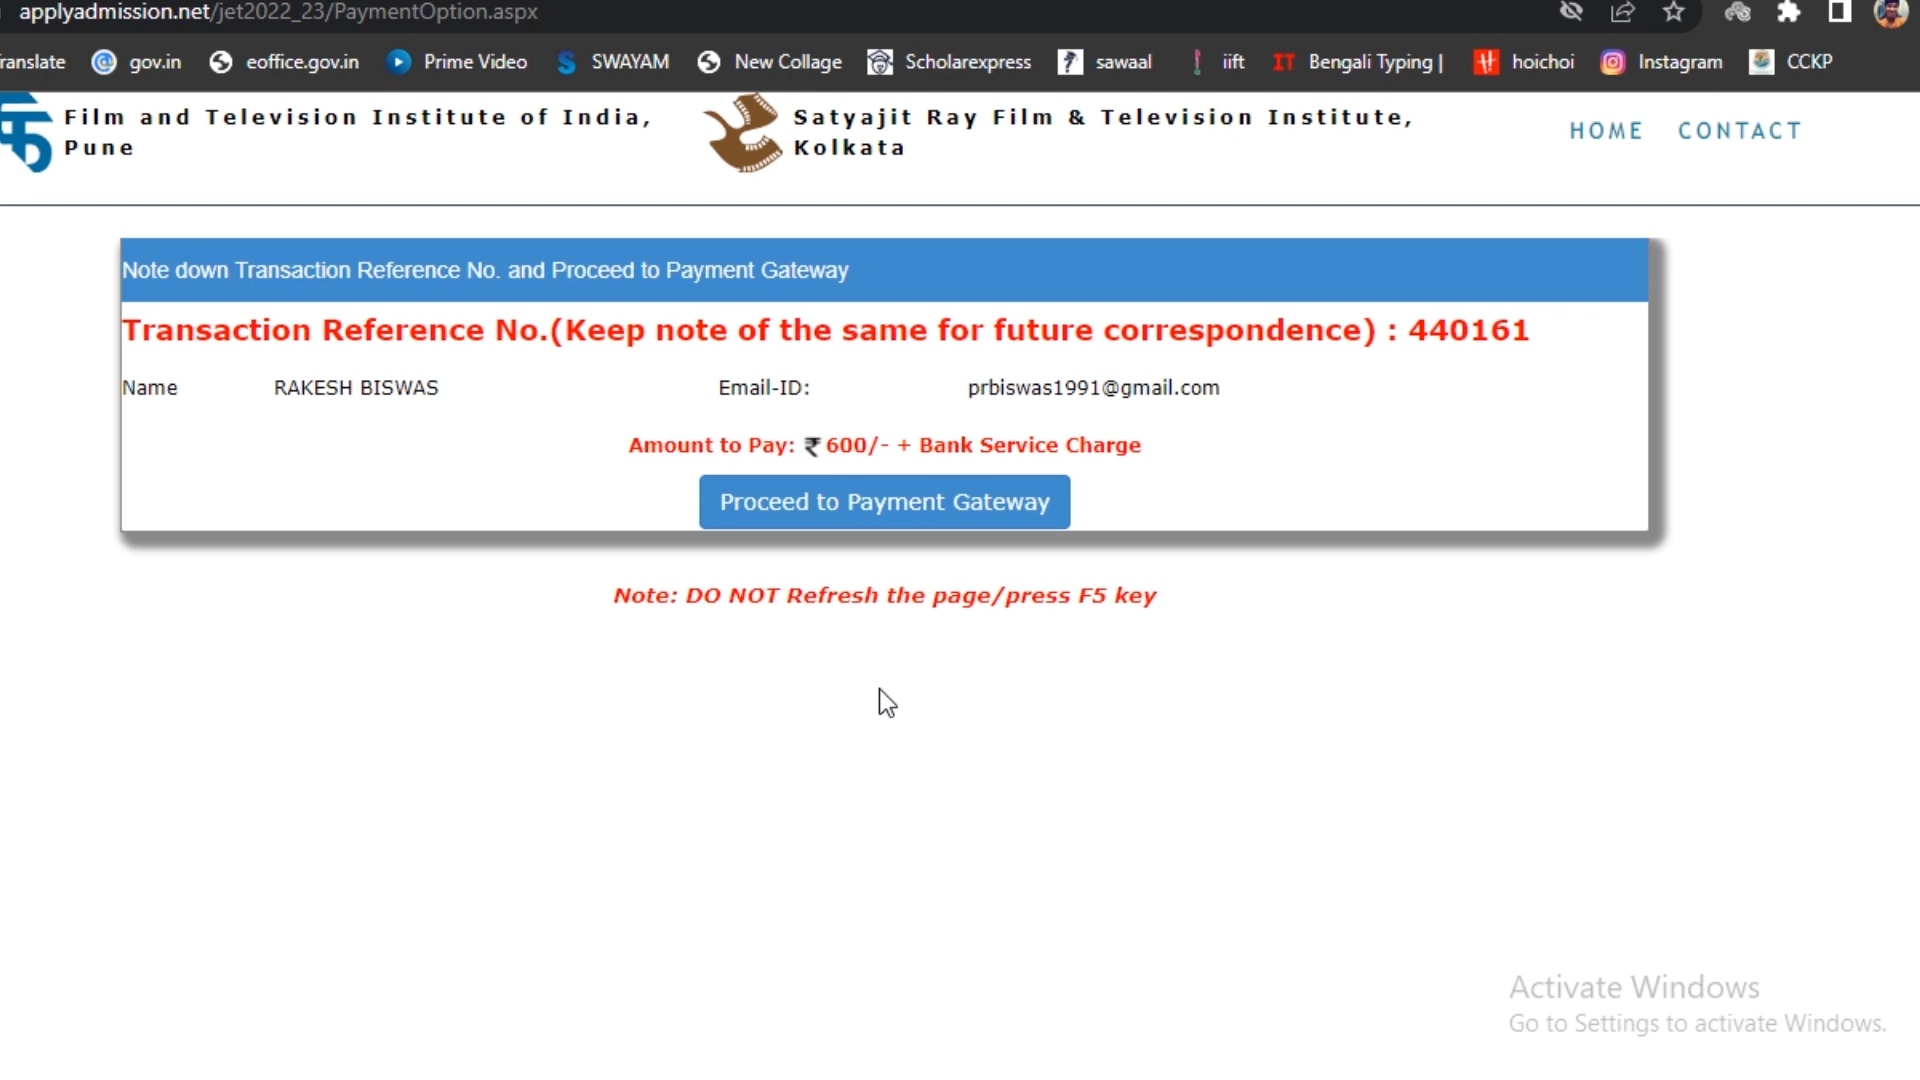 applyadmission.net/jet2022_23/PaymentOption.aspx
ranslate gov.in eoffice.gov.in Prime Video SWAYAM New Collage Scholarexpress sawaal iift IT Bengali Typing | hoichoi Instagram CCKP
Film and Television Institute of India,
Pune
Satyajit Ray Film & Television Institute,
Kolkata
HOME CONTACT
Note down Transaction Reference No. and Proceed to Payment Gateway
Transaction Reference No.(Keep note of the same for future correspondence) : 440161
Name RAKESH BISWAS Email-ID: prbiswas1991@gmail.com
Amount to Pay: ₹ 600/- + Bank Service Charge
Proceed to Payment Gateway
Note: DO NOT Refresh the page/press F5 key
Activate Windows
Go to Settings to activate Windows.